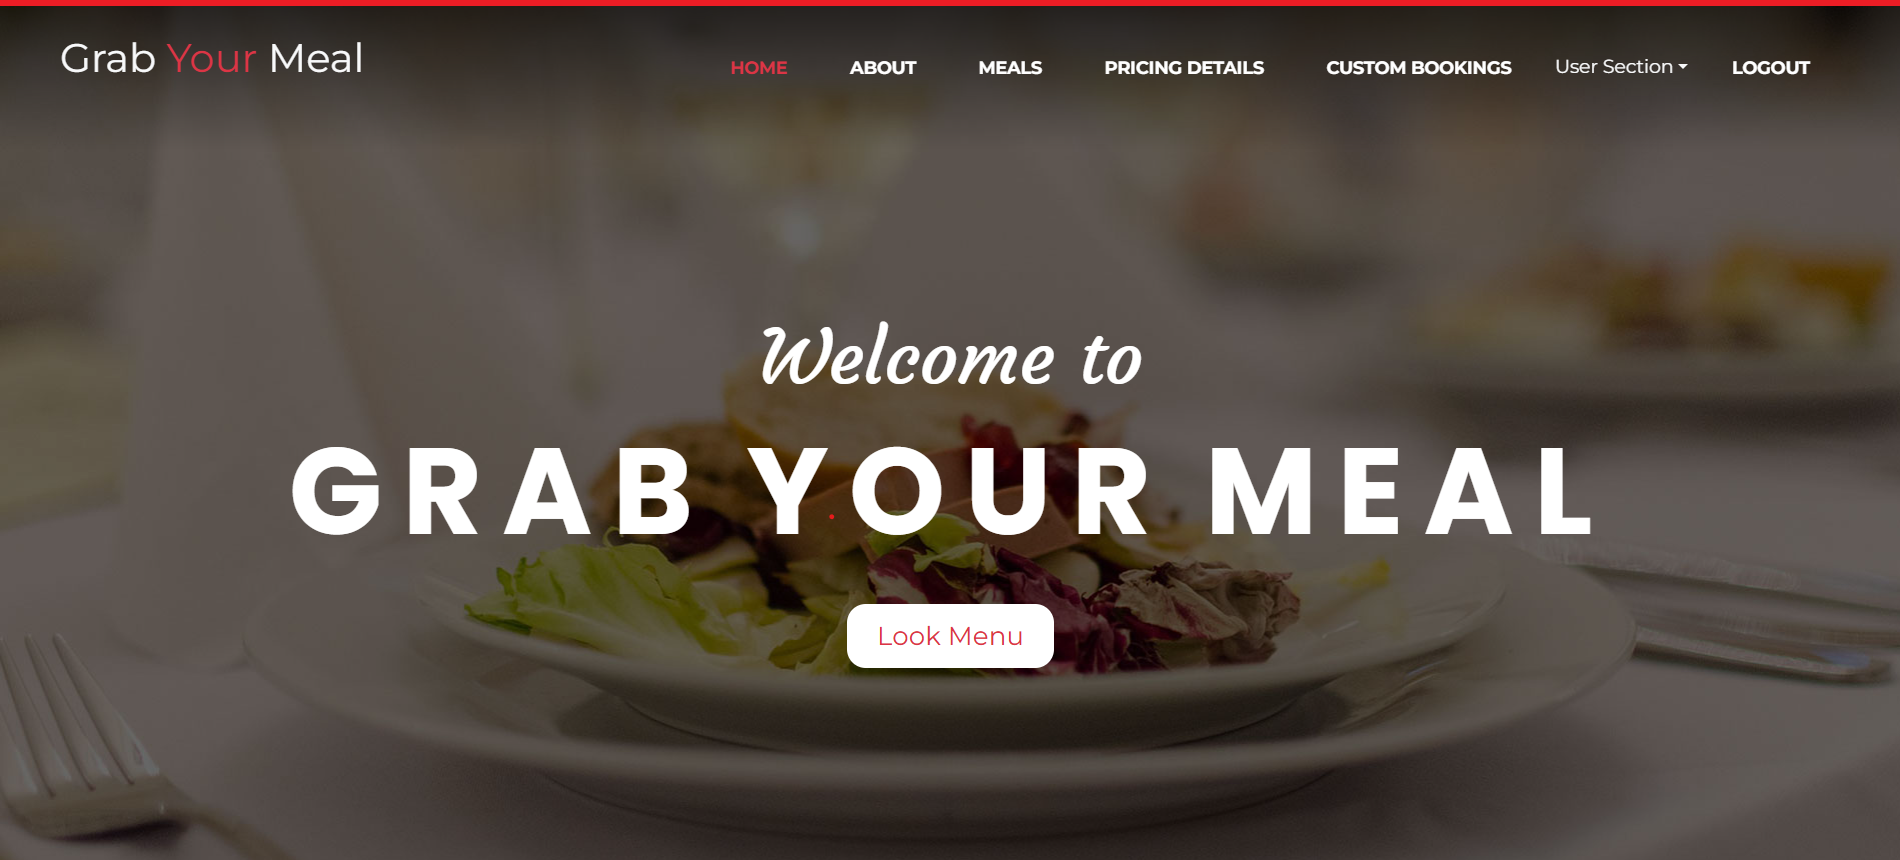 Grab Your Meal
HOME ABOUT MEALS PRICING DETAILS CUSTOM BOOKINGS User Section LOGOUT
Welcome to
GRAB YOUR MEAL
Look Menu